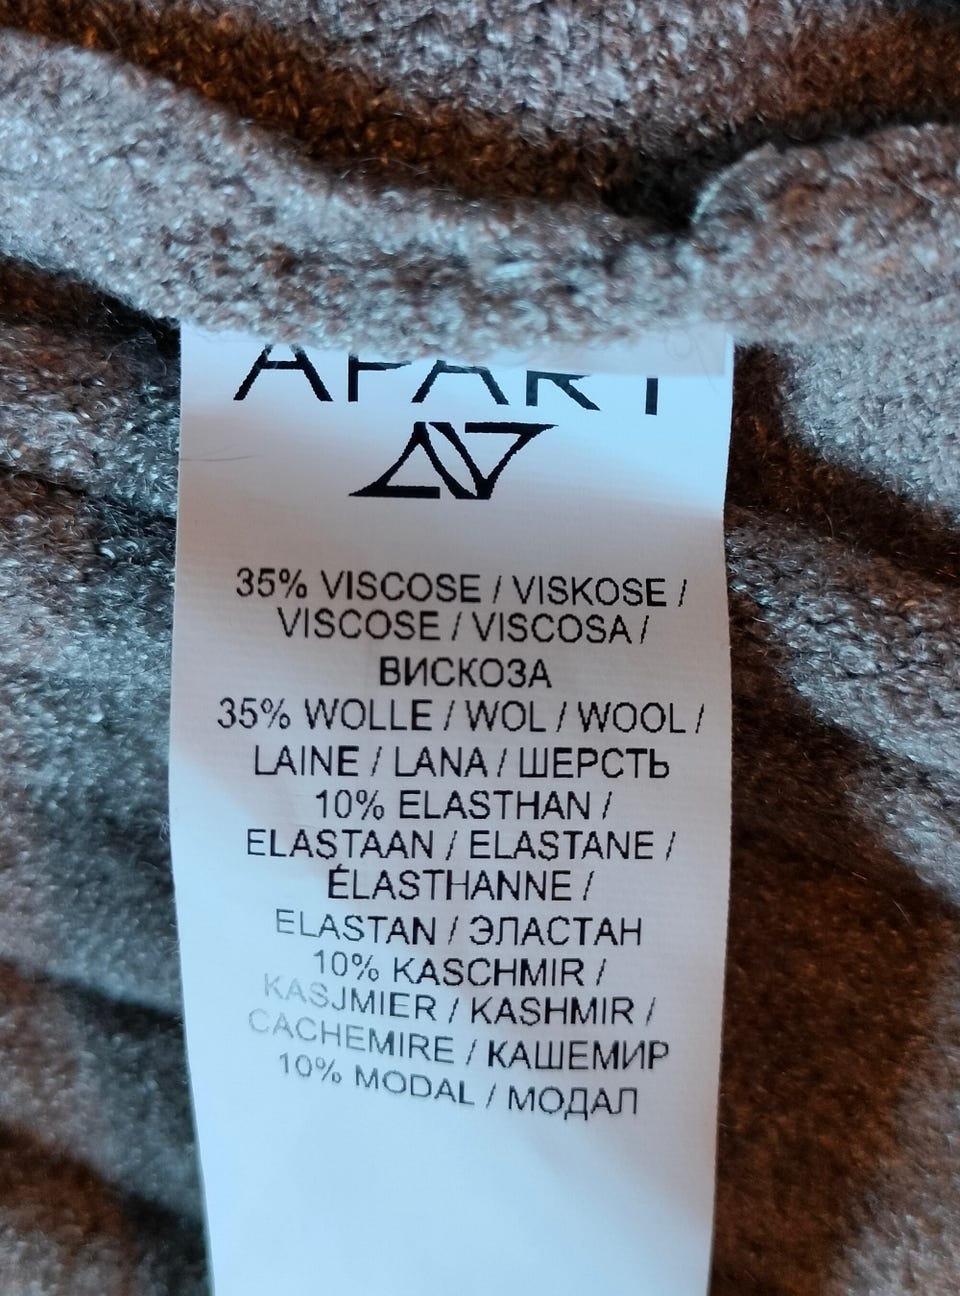 APART
35% VISCOSE / VISKOSE /
VISCOSE / VISCOSA /
ВИСКОЗА
35% WOLLE / WOL / WOOL /
LAINE / LANA / ШЕРСТЬ
10% ELASTHAN /
ELASTAAN / ELASTANE /
ÉLASTHANNE /
ELASTAN / ЭЛАСТАН
10% KASCHMIR /
KASJMIER / KASHMIR /
CACHEMIRE / КАШЕМИР
10% MODAL / МОДАЛ